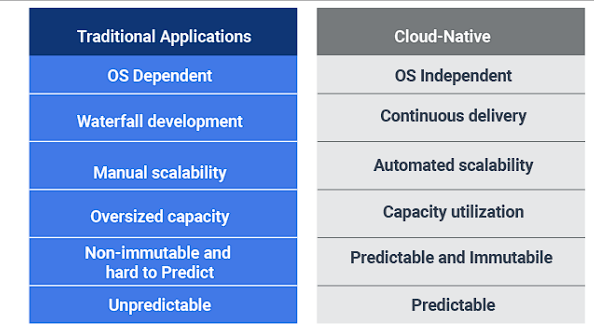 Traditional Applications
Cloud-Native
OS Dependent
OS Independent
Waterfall development
Continuous delivery
Manual scalability
Automated scalability
Oversized capacity
Capacity utilization
Non-immutable and
hard to Predict
Predictable and Immutabile
Unpredictable
Predictable